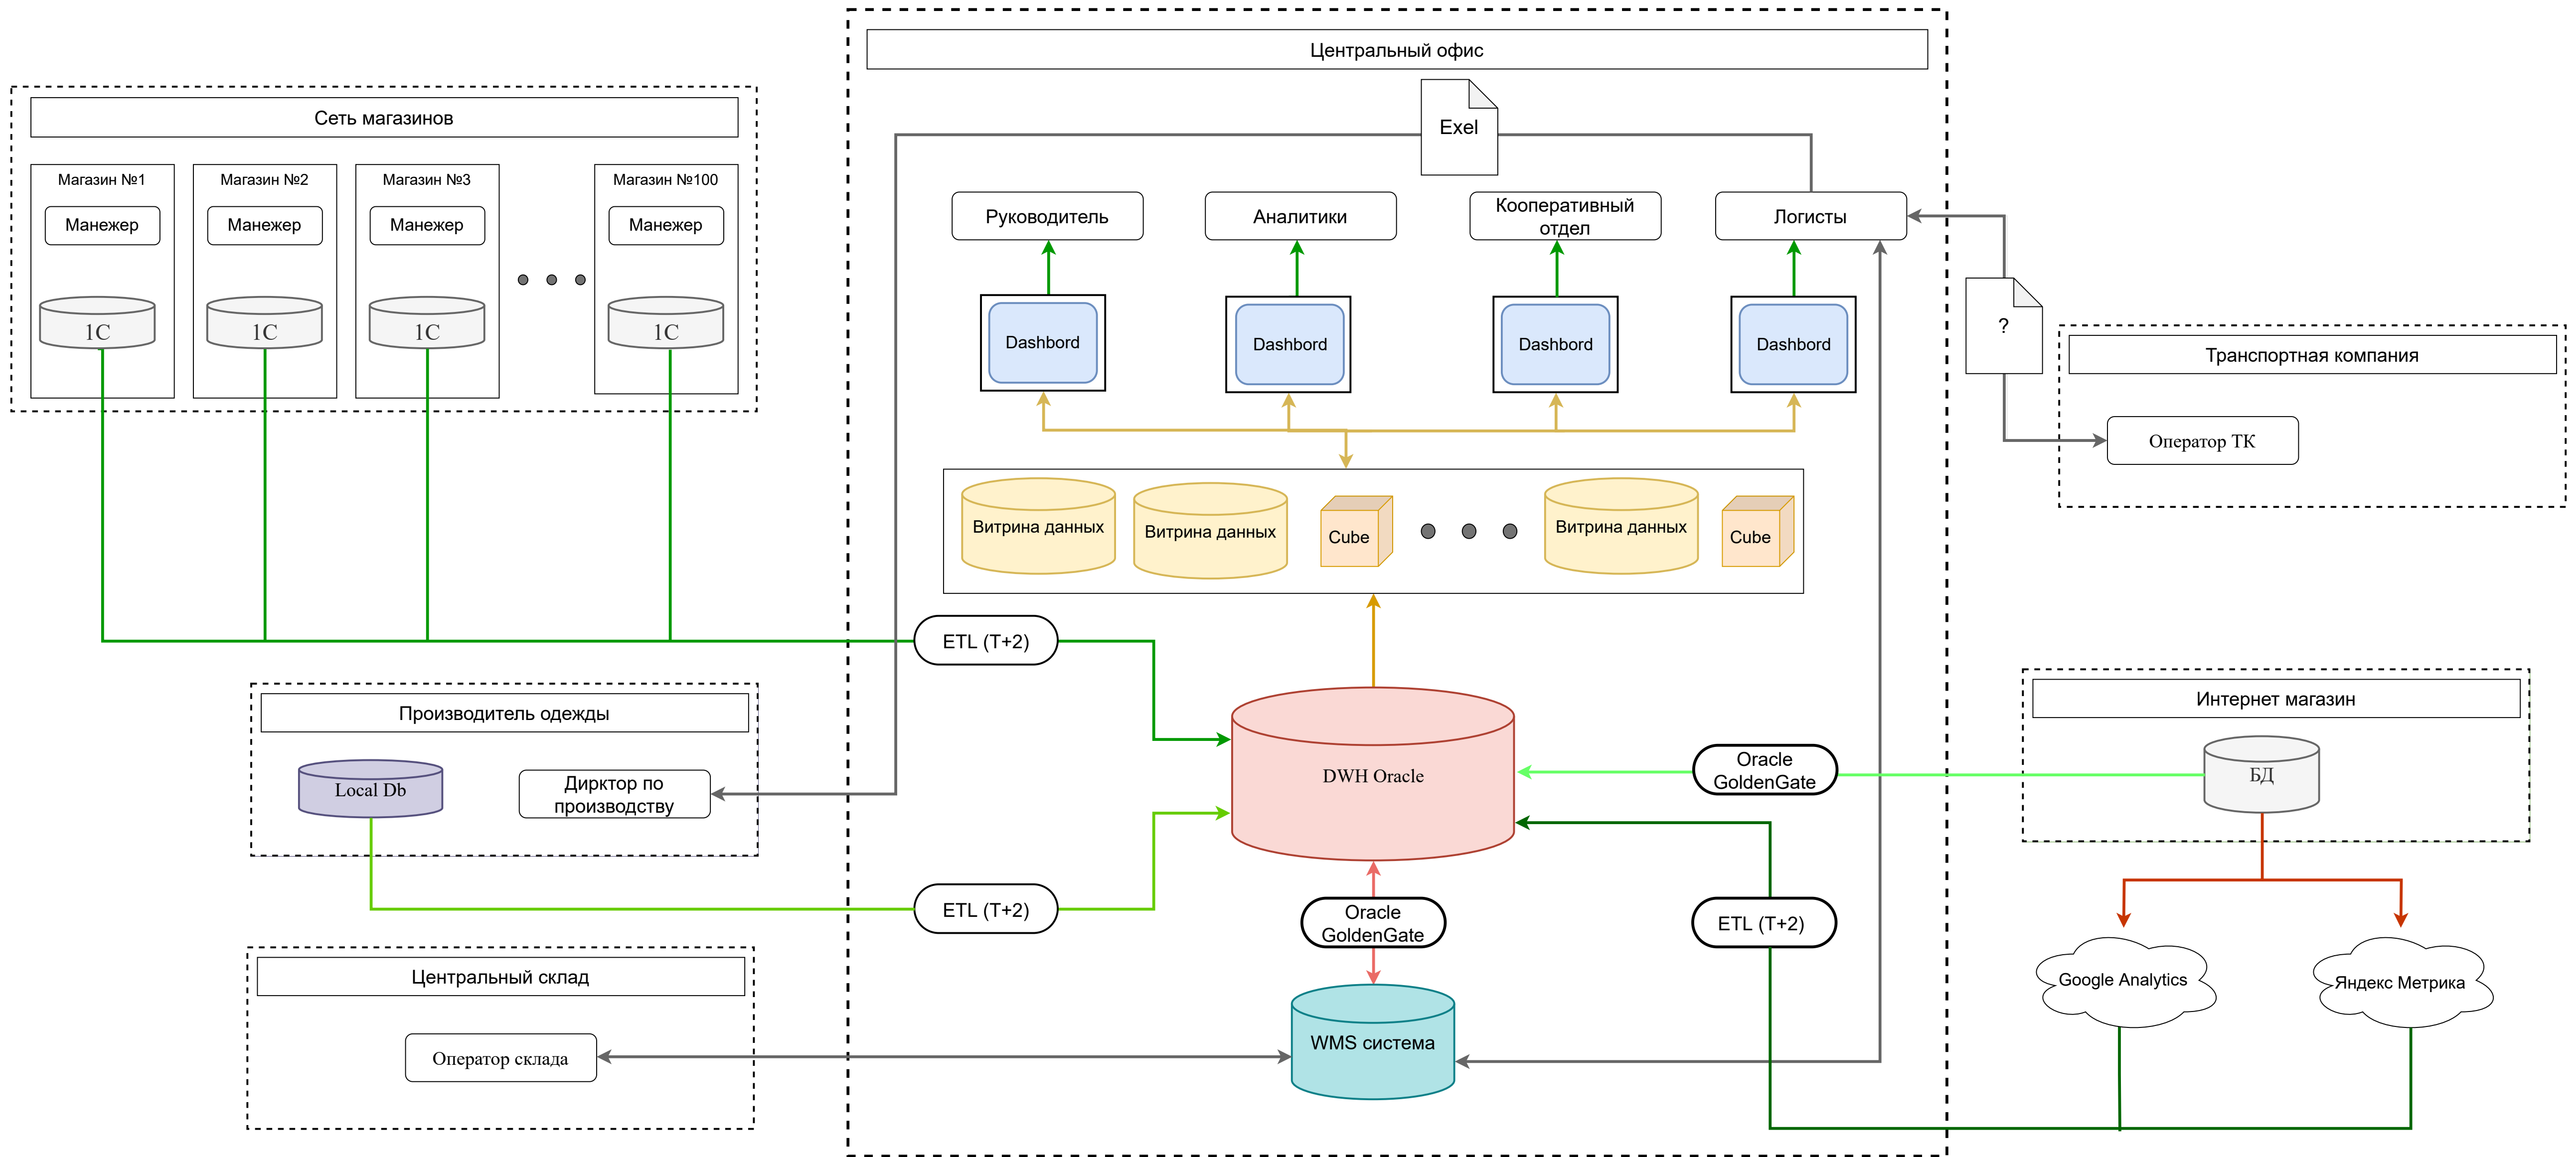 Центральный офис
Exel
Сеть магазинов
Магазин №1
Магазин №2
Магазин №3
Магазин №100
Манежер
Манежер
Манежер
Манежер
1С
1С
1С
1С
Руководитель
Аналитики
Кооперативный
отдел
Логисты
Dashbord
Dashbord
Dashbord
Dashbord
?
Транспортная компания
Оператор ТК
Витрина данных
Витрина данных
Cube
Витрина данных
Cube
ETL (T+2)
Производитель одежды
Local Db
Дирктор по
производству
DWH Oracle
Oracle
GoldenGate
Интернет магазин
БД
ETL (T+2)
Oracle
GoldenGate
ETL (T+2)
Центральный склад
Оператор склада
WMS система
Google Analytics
Яндекс Метрика